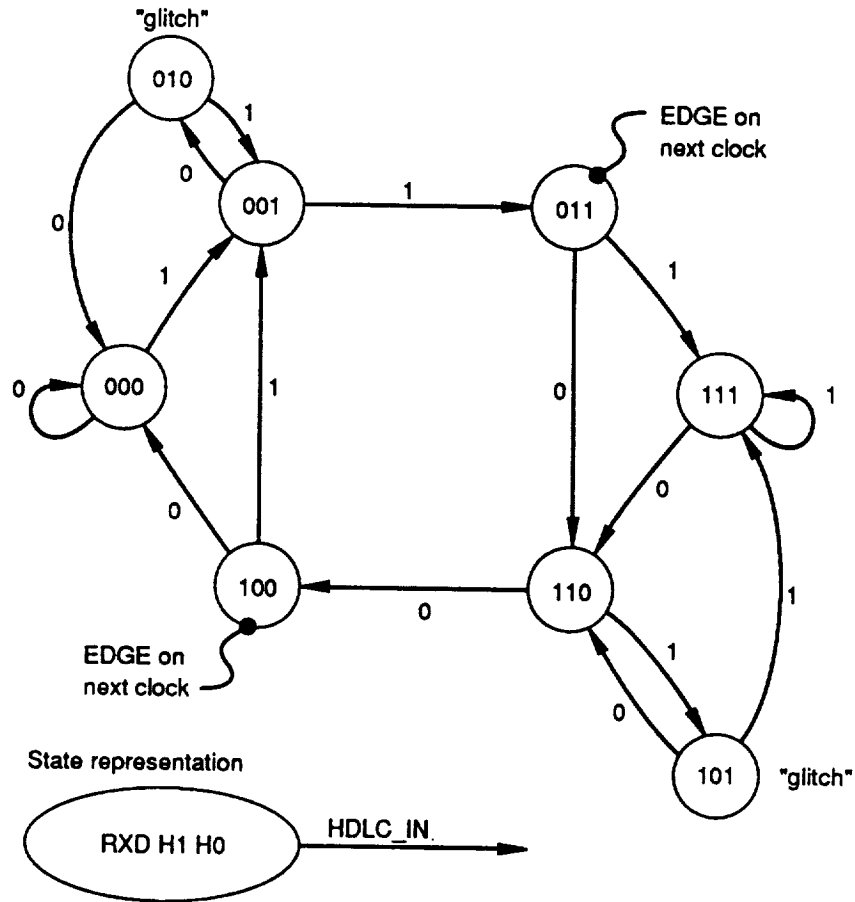 "glitch"
010
1
0
0
001
1
1
000
0
0
1
100
EDGE on
next clock
EDGE on
next clock
011
1
0
111
1
0
110
0
1
0
1
101
"glitch"
State representation
RXD H1 H0
HDLC_IN